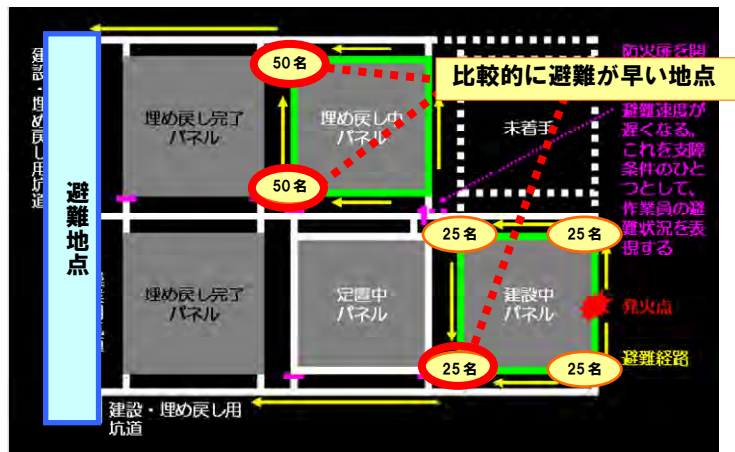 建設・埋め戻し用坑道
避難地点
50名
50名
埋め戻し完了
パネル
埋め戻し中
パネル
未着手
比較的に避難が早い地点
防火扉を開
避難速度が
遅くなる。
これを支障
条件のひと
つとして、
作業員の避
難状況を表
現する
埋め戻し完了
パネル
定置中
パネル
建設中
パネル
25名
25名
25名
25名
発火点
避難経路
建設・埋め戻し用
坑道